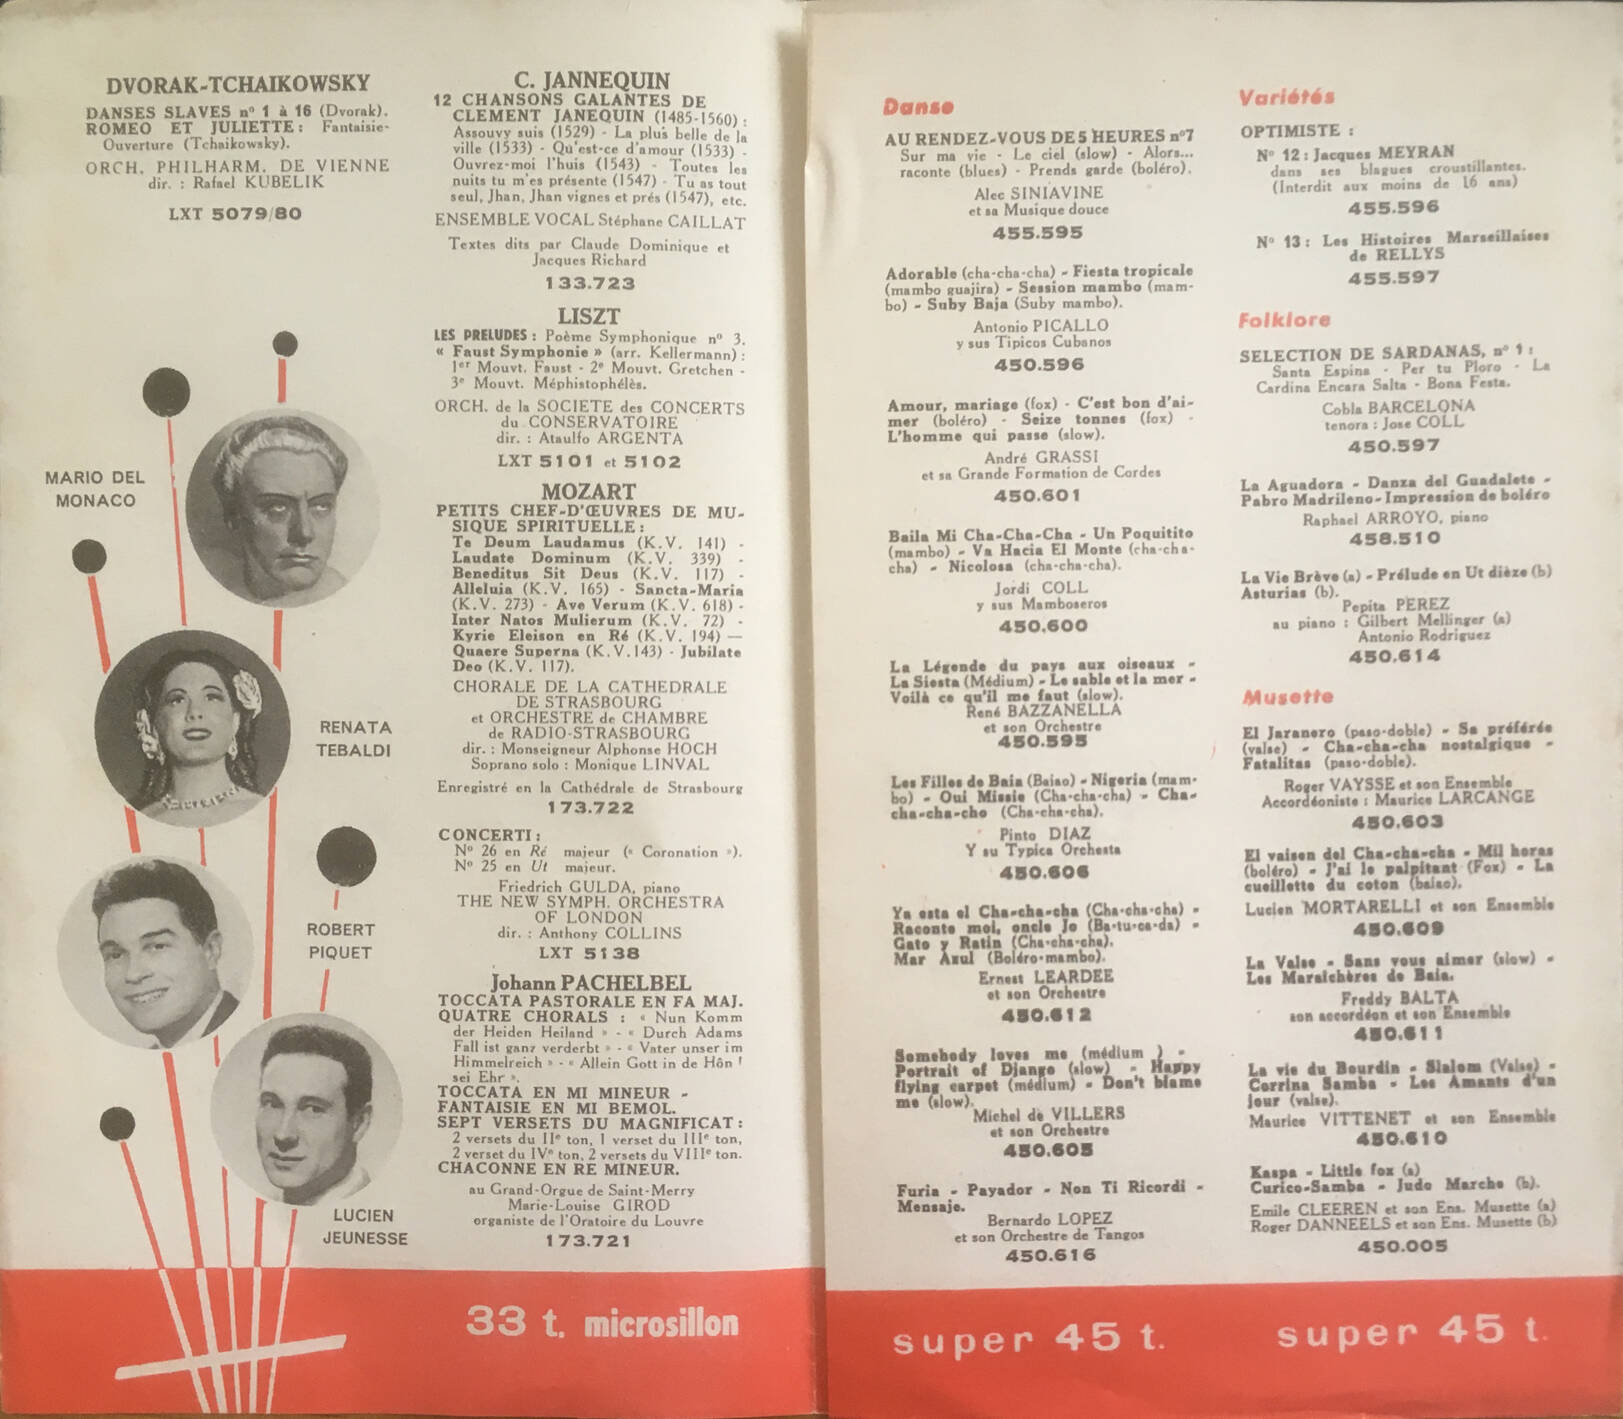 DVORAK-TCHAIKOWSKY
DANSES SLAVES nº 1 à 16 (Dvorak).
ROMEO ET JULIETTE : Fantaisie-
Ouverture (Tchaikowsky).
ORCH. PHILHARM. DE VIENNE
dir. : Rafael KUBELIK
LXT 5079/80
MARIO DEL
MONACO
RENATA
TEBALDI
ROBERT
PIQUET
LUCIEN
JEUNESSE
C. JANNEQUIN
12 CHANSONS GALANTES DE
CLEMENT JANEQUIN (1485-1560) :
Assouvy suis (1529) - La plus belle de la
ville (1533) - Qu'est-ce d'amour (1533) -
Ouvrez-moi l'huis (1543) - Toutes les
nuits tu m'es présente (1547) - Tu as tout
seul, Jhan, Jhan vignes et prés (1547), etc.
ENSEMBLE VOCAL Stéphane CAILLAT
Textes dits par Claude Dominique et
Jacques Richard
133.723
LISZT
LES PRELUDES : Poème Symphonique nº 3.
« Faust Symphonie » (arr. Kellermann) :
1er Mouvt. Faust - 2e Mouvt. Gretchen -
3e Mouvt. Méphistophélès.
ORCH. de la SOCIETE des CONCERTS
du CONSERVATOIRE
dir. : Ataulfo ARGENTA
LXT 5101 et 5102
MOZART
PETITS CHEF-D'ŒUVRES DE MU-
SIQUE SPIRITUELLE :
Te Deum Laudamus (K.V. 141) -
Laudate Dominum (K.V. 339) -
Beneditus Sit Deus (K.V. 117) -
Alleluia (K.V. 165) - Sancta-Maria
(K.V. 273) - Ave Verum (K.V. 618) -
Inter Natos Mulierum (K.V. 72) -
Kyrie Eleison en Ré (K.V. 194) —
Quaere Superna (K.V.143) - Jubilate
Deo (K.V. 117).
CHORALE DE LA CATHEDRALE
DE STRASBOURG
et ORCHESTRE de CHAMBRE
de RADIO-STRASBOURG
dir. : Monseigneur Alphonse HOCH
Soprano solo : Monique LINVAL
Enregistré en la Cathédrale de Strasbourg
173.722
CONCERTI :
Nº 26 en Ré majeur (« Coronation »).
Nº 25 en Ut majeur.
Friedrich GULDA, piano
THE NEW SYMPH. ORCHESTRA
OF LONDON
dir. : Anthony COLLINS
LXT 5138
Johann PACHELBEL
TOCCATA PASTORALE EN FA MAJ.
QUATRE CHORALS : « Nun Komm
der Heiden Heiland » - « Durch Adams
Fall ist ganz verderbt » - « Vater unser im
Himmelreich » - « Allein Gott in de Hôn '
sei Ehr ».
TOCCATA EN MI MINEUR -
FANTAISIE EN MI BEMOL.
SEPT VERSETS DU MAGNIFICAT :
2 versets du IIe ton, 1 verset du IIIe ton,
2 verset du IVe ton, 2 versets du VIIIe ton.
CHACONNE EN RE MINEUR.
au Grand-Orgue de Saint-Merry
Marie-Louise GIROD
organiste de l'Oratoire du Louvre
173.721
33 t. microsillon
Danse
AU RENDEZ-VOUS DE 5 HEURES nº7
Sur ma vie - Le ciel (slow) - Alors...
raconte (blues) - Prends garde (boléro).
Alec SINIAVINE
et sa Musique douce
455.595
Adorable (cha-cha-cha) - Fiesta tropicale
(mambo guajira) - Session mambo (mam-
bo) - Suby Baja (Suby mambo).
Antonio PICALLO
y sus Tipicos Cubanos
450.596
Amour, mariage (fox) - C'est bon d'ai-
mer (boléro) - Seize tonnes (fox) -
L'homme qui passe (slow).
André GRASSI
et sa Grande Formation de Cordes
450.601
Baila Mi Cha-Cha-Cha - Un Poquitito
(mambo) - Va Hacia El Monte (cha-cha-
cha) - Nicolosa (cha-cha-cha).
Jordi COLL
y sus Mamboseros
450.600
La Légende du pays aux oiseaux -
La Siesta (Médium) - Le sable et la mer -
Voilà ce qu'il me faut (slow).
René BAZZANELLA
et son Orchestre
450.595
Les Filles de Baia (Baiao) - Nigeria (mam-
bo) - Oui Missie (Cha-cha-cha) - Cha-
cha-cha-cho (Cha-cha-cha).
Pinto DIAZ
Y su Typica Orchesta
450.606
Ya esta el Cha-cha-cha (Cha-cha-cha) -
Raconte moi, oncle Jo (Ba-tu-ca-da) -
Gato y Ratin (Cha-cha-cha).
Mar Azul (Boléro-mambo).
Ernest LEARDEE
et son Orchestre
450.612
Somebody loves me (médium ) -
Portrait of Django (slow) - Happy
flying carpet (médium) - Don't blame
me (slow).
Michel de VILLERS
et son Orchestre
450.605
Furia - Payador - Non Ti Ricordi -
Mensaje.
Bernardo LOPEZ
et son Orchestre de Tangos
450.616
super 45 t.
Variétés
OPTIMISTE :
Nº 12 : Jacques MEYRAN
dans ses blagues croustillantes.
(Interdit aux moins de 16 ans)
455.596
Nº 13 : Les Histoires Marseillaises
de RELLYS
455.597
Folklore
SELECTION DE SARDANAS, nº 1 :
Santa Espina - Per tu Ploro - La
Cardina Encara Salta - Bona Festa.
Cobla BARCELONA
tenora : Jose COLL
450.597
La Aguadora - Danza del Guadalete -
Pabro Madrileno - Impression de boléro
Raphael ARROYO, piano
458.510
La Vie Brève (a) - Prélude en Ut dièze (b)
Asturias (b).
Pepita PEREZ
au piano : Gilbert Mellinger (a)
Antonio Rodriguez
450.614
Musette
El Jaranero (paso-doble) - Sa préférée
(valse) - Cha-cha-cha nostalgique -
Fatalitas (paso-doble).
Roger VAYSSE et son Ensemble
Accordéoniste : Maurice LARCANGE
450.603
El vaisen del Cha-cha-cha - Mil horas
(boléro) - J'ai le palpitant (Fox) - La
cueillette du coton (baiao).
Lucien MORTARELLI et son Ensemble
450.609
La Valse - Sans vous aimer (slow) -
Les Maraichères de Baia.
Freddy BALTA
son accordéon et son Ensemble
450.611
La vie du Bourdin - Slalom (Valse) -
Corrina Samba - Les Amants d'un
jour (valse).
Maurice VITTENET et son Ensemble
450.610
Kaspa - Little fox (a)
Curico-Samba - Judo Marche (b).
Emile CLEEREN et son Ens. Musette (a)
Roger DANNEELS et son Ens. Musette (b)
450.005
super 45 t.